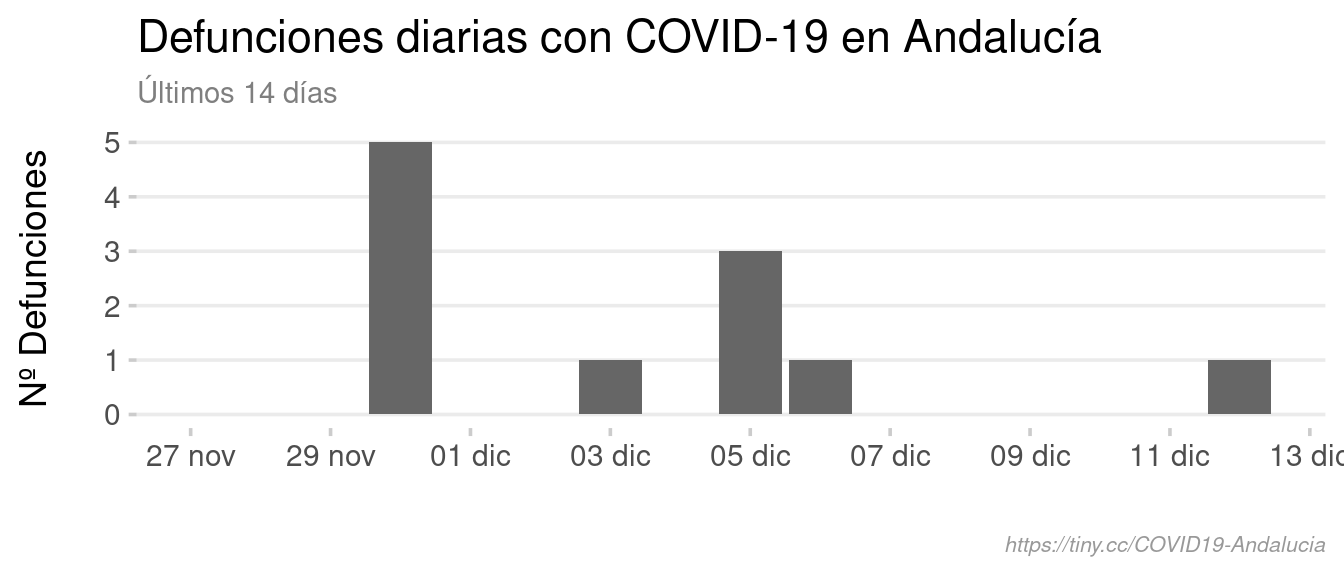 Defunciones diarias con COVID-19 en Andalucía
Últimos 14 días
Nº Defunciones
5
4
3
2
1
0
27 nov 29 nov 01 dic 03 dic 05 dic 07 dic 09 dic 11 dic 13 dic
https://tiny.cc/COVID19-Andalucia